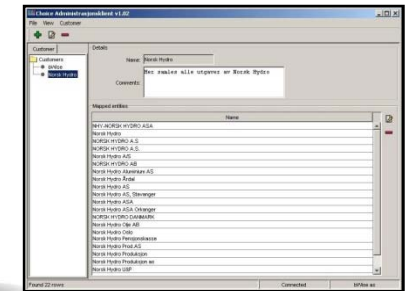 Choice Administrasjonsklient v1.02
File View Customer
Customer
Customers
bIWise
Norsk Hydro
Details
Name: Norsk Hydro
Comments: Her samles alle utgaver av Norsk Hydro
Mapped entities
Name
NHY-NORSK HYDRO ASA
Norsk Hydro
NORSK HYDRO A.S
NORSK HYDRO A.S.
Norsk Hydro A/S
NORSK HYDRO AB
Norsk Hydro Aluminium AS
Norsk Hydro Årdal
Norsk Hydro AS
Norsk Hydro AS, Stavanger
Norsk Hydro ASA
Norsk Hydro ASA Orkanger
NORSK HYDRO DANMARK
Norsk Hydro Olje AB
Norsk Hydro Oslo
Norsk Hydro Pensjonskasse
Norsk Hydro Prod.AS
Norsk Hydro Produksjon
Norsk Hydro Produksjon as
Norsk Hydro U&P
Found 22 rows
Connected
bIWise as